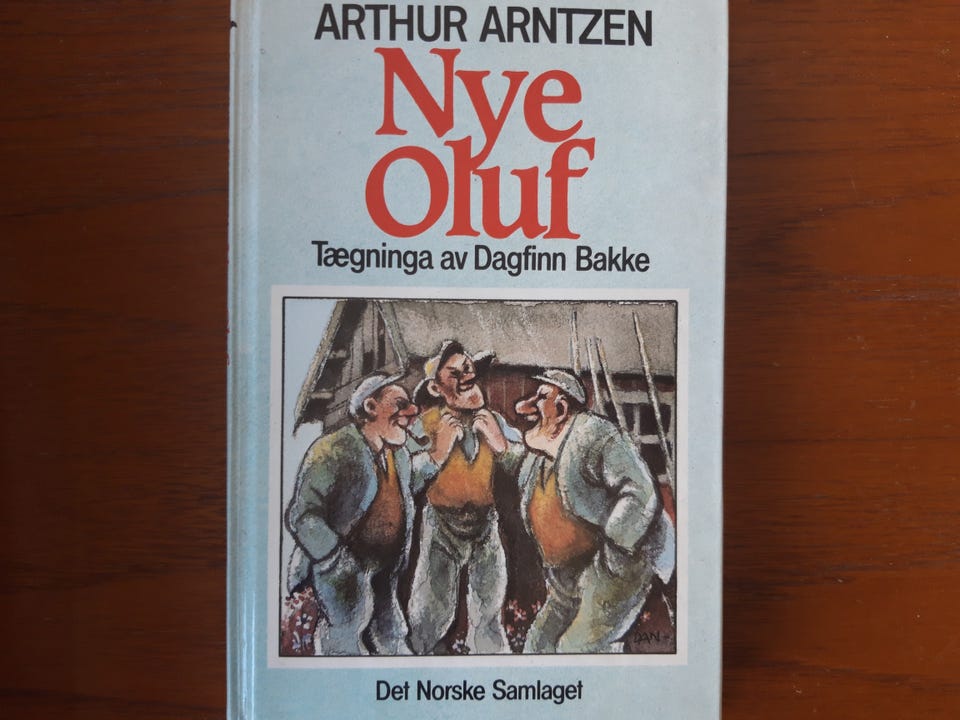 ARTHUR ARNTZEN
Nye
Oluf
Tægninga av Dagfinn Bakke
DAN
Det Norske Samlaget